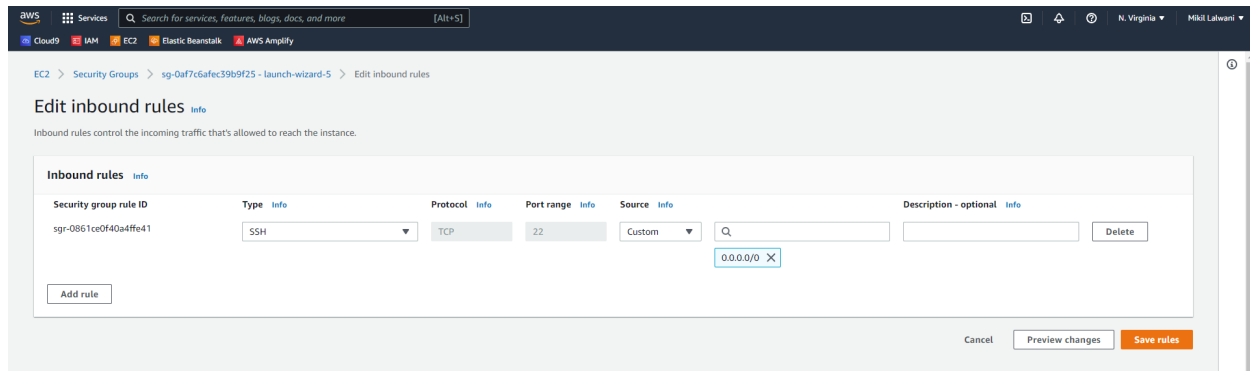 aws Services Search for services, features, blogs, docs, and more [Alt+S] N. Virginia ▼ Mikil Lalwani ▼
Cloud9 IAM EC2 Elastic Beanstalk AWS Amplify
EC2 > Security Groups > sg-0af7c6afec39b9f25 - launch-wizard-5 > Edit inbound rules
Edit inbound rules Info
Inbound rules control the incoming traffic that's allowed to reach the instance.
Inbound rules Info
Security group rule ID Type Info Protocol Info Port range Info Source Info Description - optional Info
sgr-0861ce0f40a4ffe41 SSH TCP 22 Custom Delete
0.0.0.0/0 X
Add rule
Cancel Preview changes Save rules